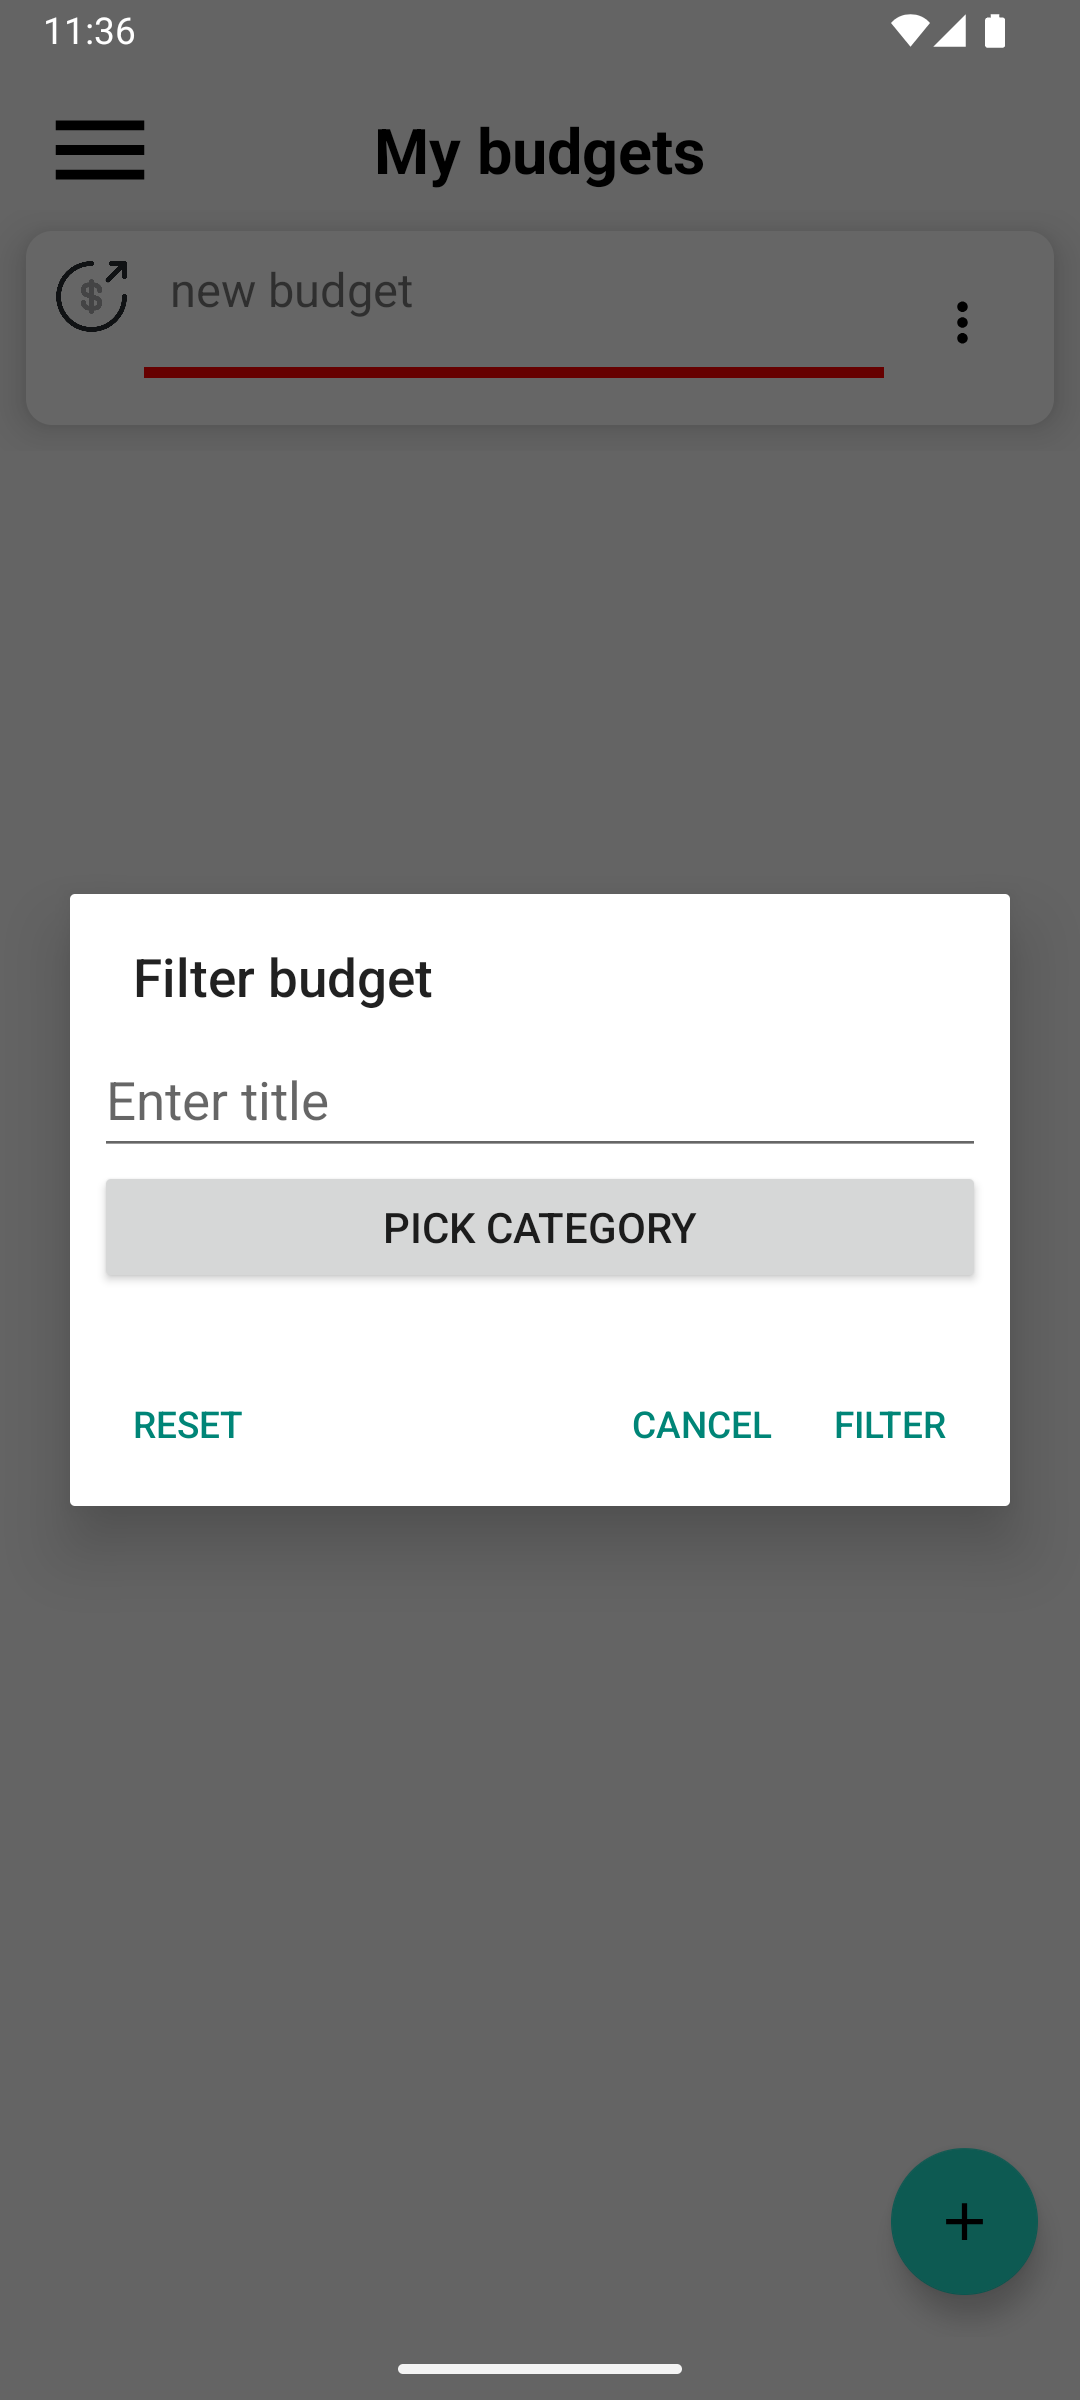 11:36
My budgets
new budget
Filter budget
Enter title
PICK CATEGORY
RESET
CANCEL
FILTER